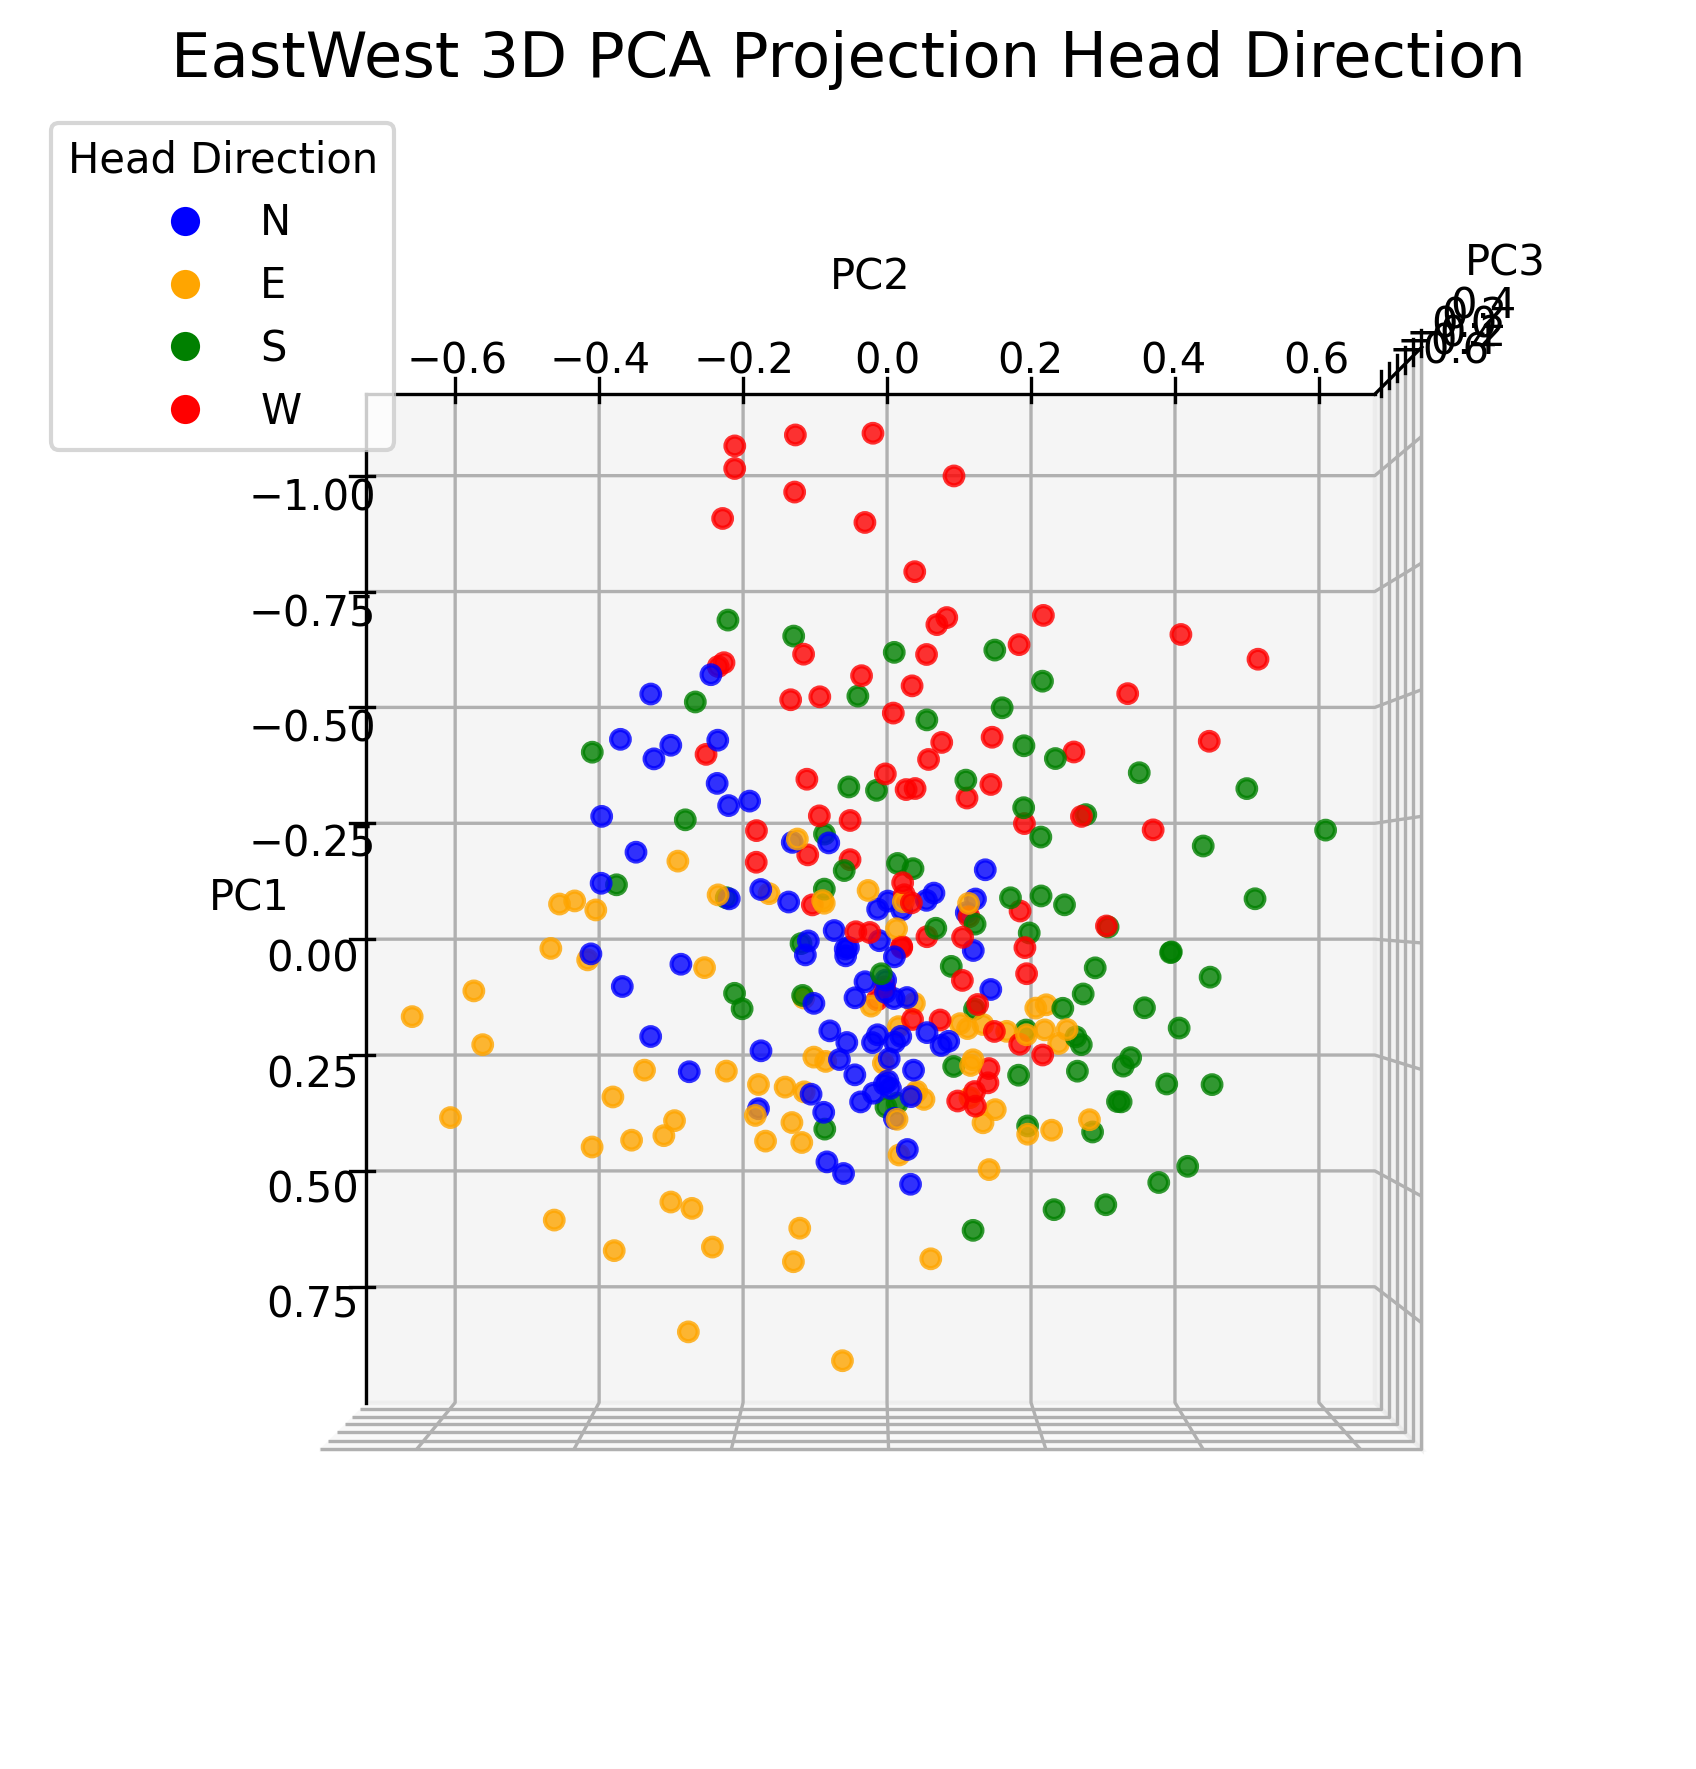 EastWest 3D PCA Projection Head Direction
Head Direction
N
E
S
W
PC3
PC2
−0.6 −0.4 −0.2 0.0 0.2 0.4 0.6
−1.00
−0.75
−0.50
−0.25
PC1
0.00
0.25
0.50
0.75